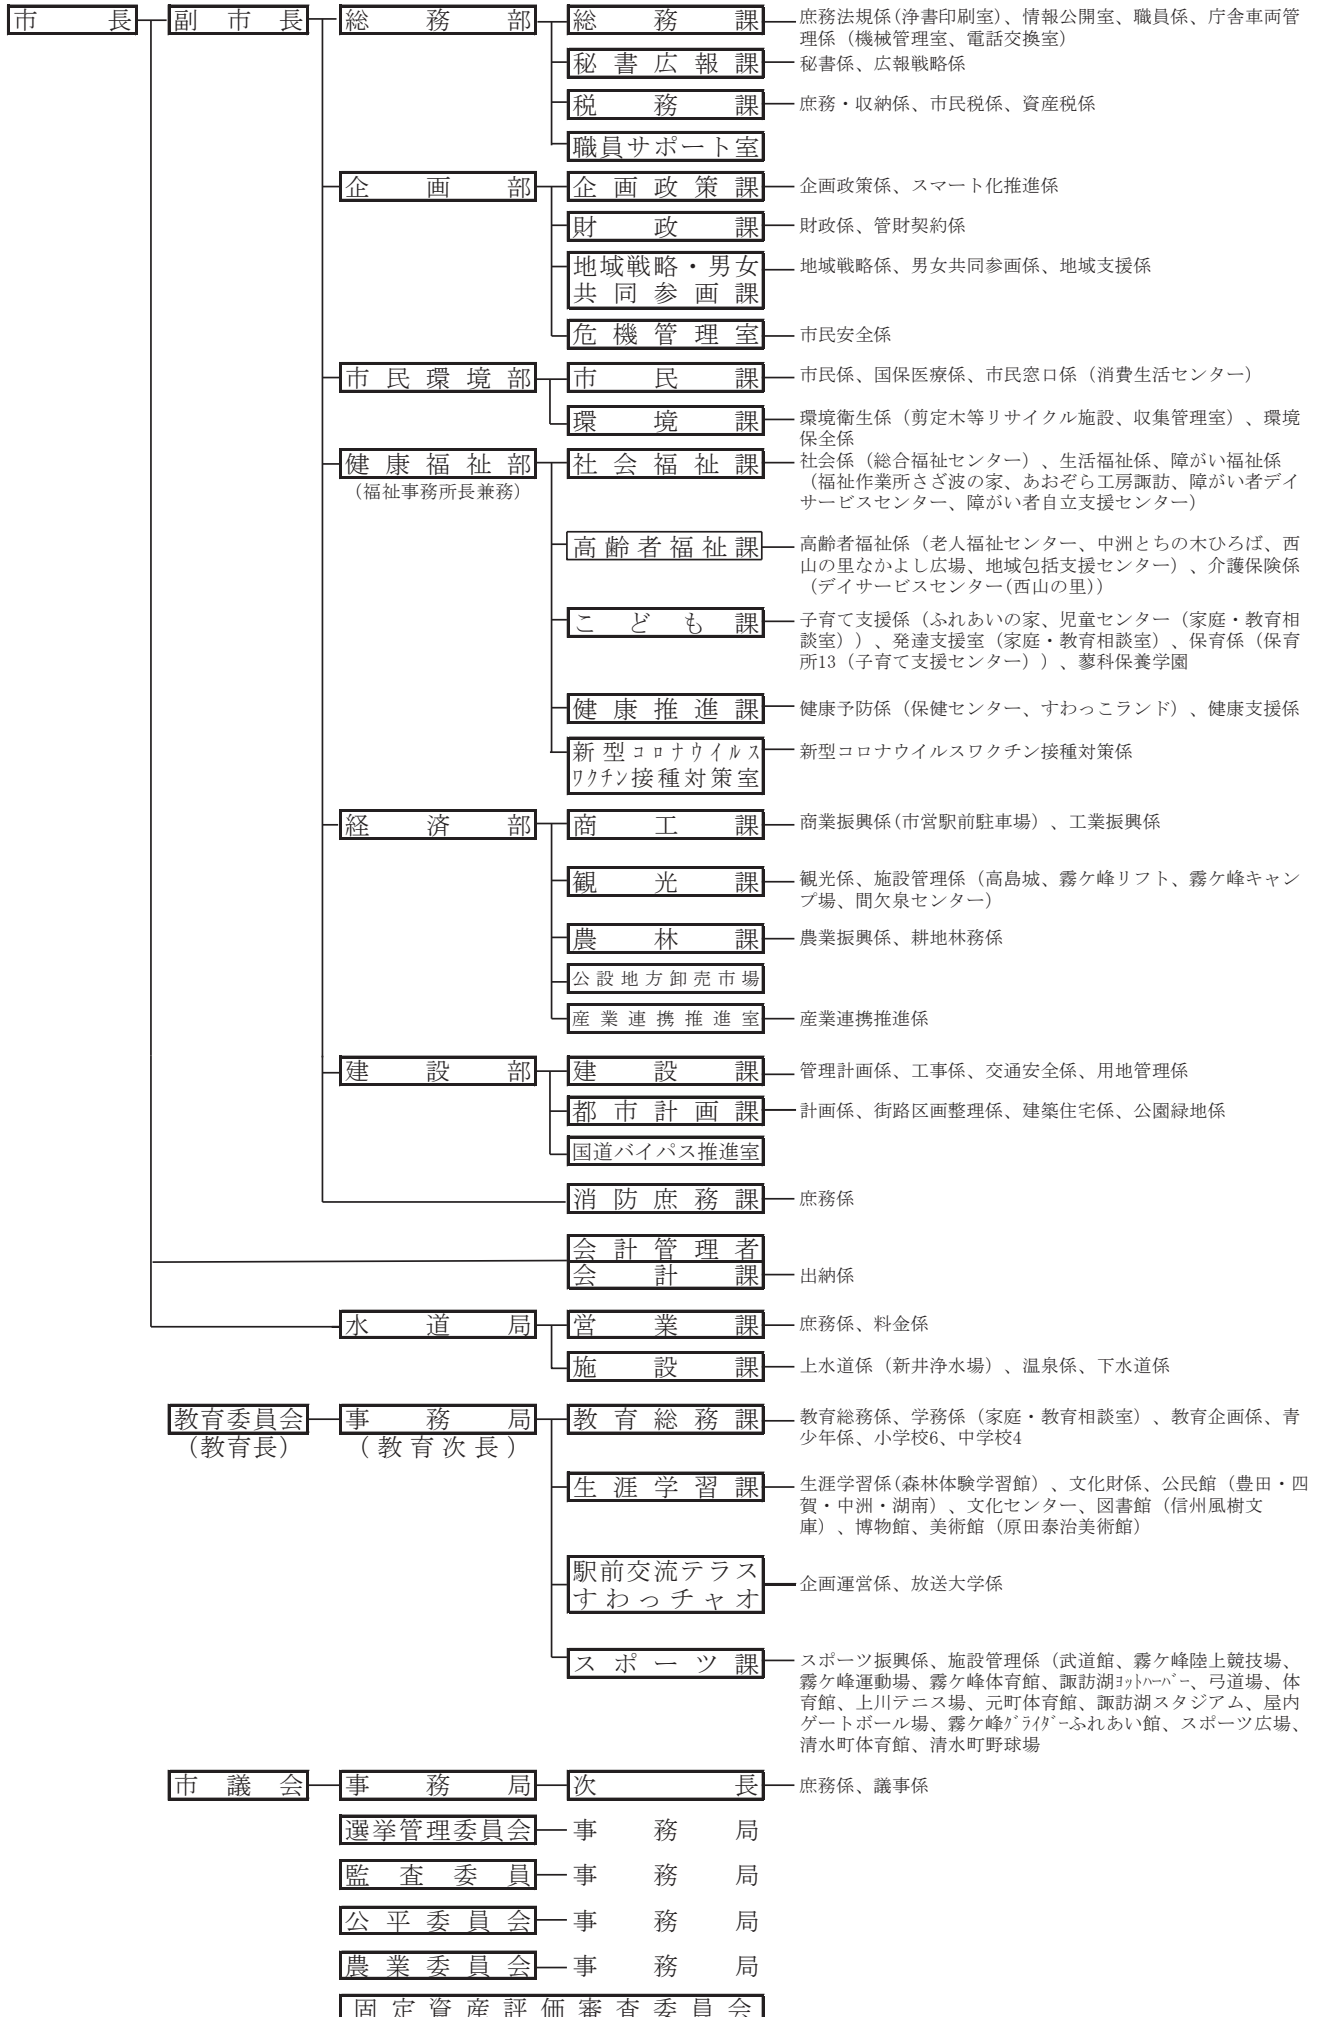 市長 副市長 総務部 総務課 庶務法規係(浄書印刷室)、情報公開室、職員係、庁舎車両管
理係（機械管理室、電話交換室）
秘書広報課 秘書係、広報戦略係
税務課 庶務・収納係、市民税係、資産税係
職員サポート室
企画部 企画政策課 企画政策係、スマート化推進係
財政課 財政係、管財契約係
地域戦略・男女 地域戦略係、男女共同参画係、地域支援係
共同参画課
危機管理室 市民安全係
市民環境部 市民課 市民係、国保医療係、市民窓口係（消費生活センター）
環境課 環境衛生係（剪定木等リサイクル施設、収集管理室）、環境
保全係
健康福祉部 社会福祉課 社会係（総合福祉センター）、生活福祉係、障がい福祉係
（福祉事務所長兼務） （福祉作業所さざ波の家、あおぞら工房諏訪、障がい者デイ
サービスセンター、障がい者自立支援センター）
高齢者福祉課 高齢者福祉係（老人福祉センター、中洲とちの木ひろば、西
山の里なかよし広場、地域包括支援センター）、介護保険係
（デイサービスセンター(西山の里)）
こども課 子育て支援係（ふれあいの家、児童センター（家庭・教育相
談室））、発達支援室（家庭・教育相談室）、保育係（保育
所13（子育て支援センター））、蓼科保養学園
健康推進課 健康予防係（保健センター、すわっこランド）、健康支援係
新型コロナウイルス 新型コロナウイルスワクチン接種対策係
ワクチン接種対策室
経済部 商工課 商業振興係(市営駅前駐車場）、工業振興係
観光課 観光係、施設管理係（高島城、霧ケ峰リフト、霧ケ峰キャン
プ場、間欠泉センター）
農林課 農業振興係、耕地林務係
公設地方卸売市場
産業連携推進室 産業連携推進係
建設部 建設課 管理計画係、工事係、交通安全係、用地管理係
都市計画課 計画係、街路区画整理係、建築住宅係、公園緑地係
国道バイパス推進室
消防庶務課 庶務係
会計管理者
会計課 出納係
水道局 営業課 庶務係、料金係
施設課 上水道係（新井浄水場）、温泉係、下水道係
教育委員会 事務局 教育総務課 教育総務係、学務係（家庭・教育相談室）、教育企画係、青
（教育長） （教育次長） 少年係、小学校6、中学校4
生涯学習課 生涯学習係(森林体験学習館）、文化財係、公民館（豊田・四
賀・中洲・湖南）、文化センター、図書館（信州風樹文
庫）、博物館、美術館（原田泰治美術館）
駅前交流テラス 企画運営係、放送大学係
すわっチャオ
スポーツ課 スポーツ振興係、施設管理係（武道館、霧ケ峰陸上競技場、
霧ケ峰運動場、霧ケ峰体育館、諏訪湖ﾖｯﾄﾊｰﾊﾞｰ、弓道場、体
育館、上川テニス場、元町体育館、諏訪湖スタジアム、屋内
ゲートボール場、霧ケ峰ｸﾞﾗｲﾀﾞｰふれあい館、スポーツ広場、
清水町体育館、清水町野球場
市議会 事務局 次長 庶務係、議事係
選挙管理委員会 事務局
監査委員 事務局
公平委員会 事務局
農業委員会 事務局
固定資産評価審査委員会